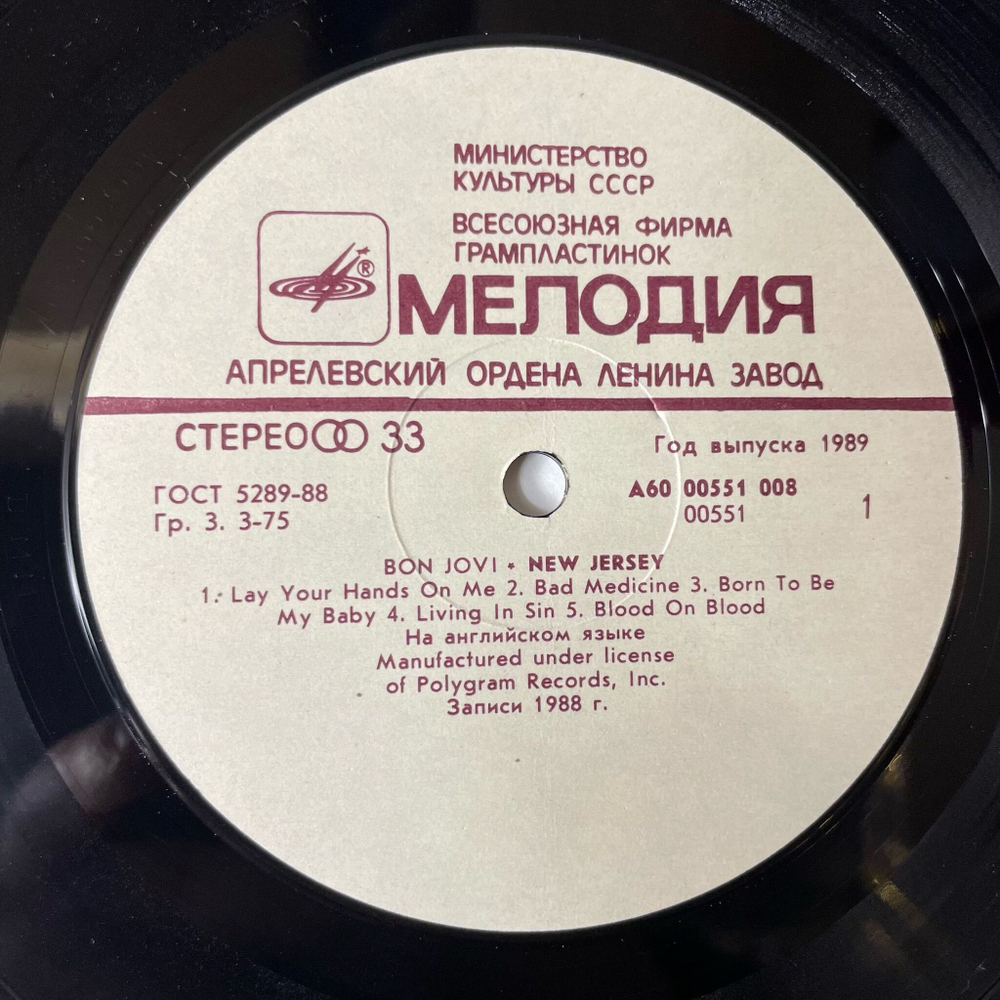 МИНИСТЕРСТВО
КУЛЬТУРЫ СССР
ВСЕСОЮЗНАЯ ФИРМА
ГРАМПЛАСТИНОК
®
МЕЛОДИЯ
АПРЕЛЕВСКИЙ ОРДЕНА ЛЕНИНА ЗАВОД
СТЕРЕО 33
Год выпуска 1989
ГОСТ 5289-88
А60 00551 008
Гр. 3. 3-75
00551
1
BON JOVI * NEW JERSEY
1. Lay Your Hands On Me 2. Bad Medicine 3. Born To Be
My Baby 4. Living In Sin 5. Blood On Blood
На английском языке
Manufactured under license
of Polygram Records, Inc.
Записи 1988 г.